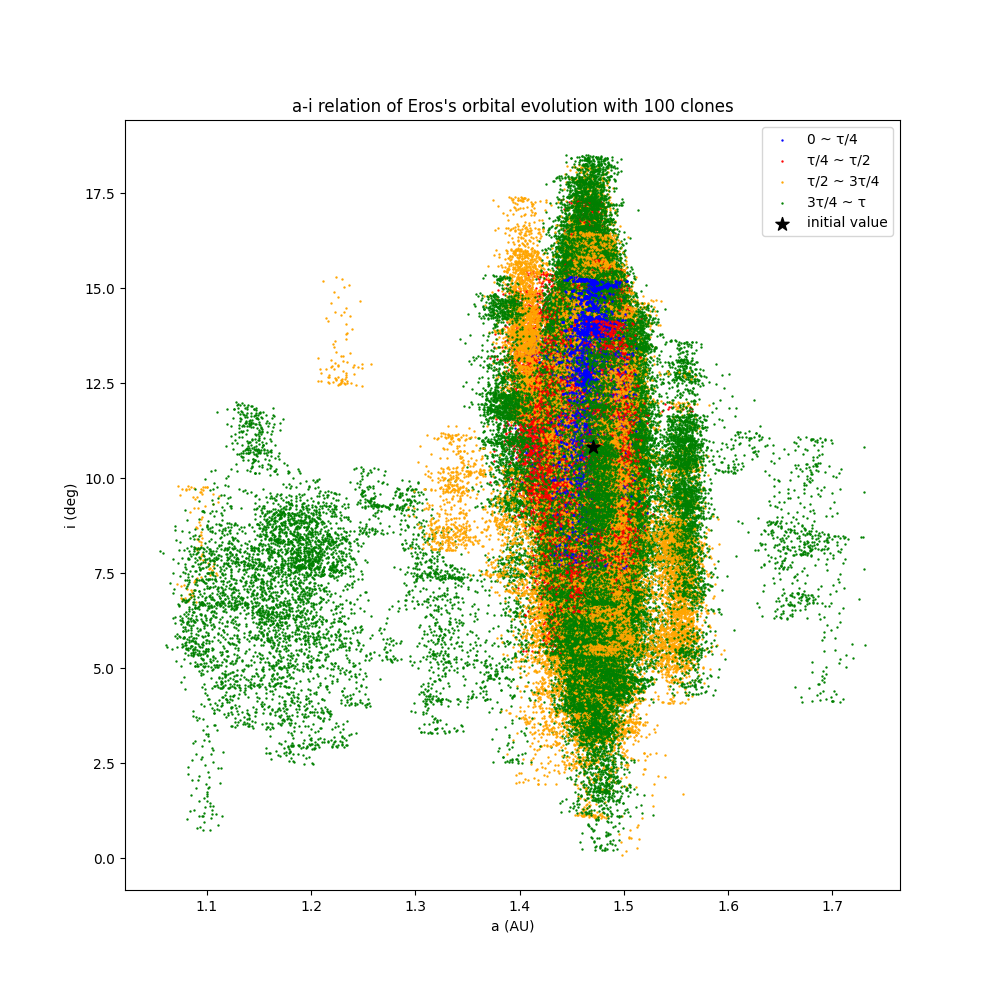 a-i relation of Eros's orbital evolution with 100 clones
0 ~ τ/4
τ/4 ~ τ/2
τ/2 ~ 3τ/4
3τ/4 ~ τ
initial value
i (deg)
17.5
15.0
12.5
10.0
7.5
5.0
2.5
0.0
1.1 1.2 1.3 1.4 1.5 1.6 1.7
a (AU)